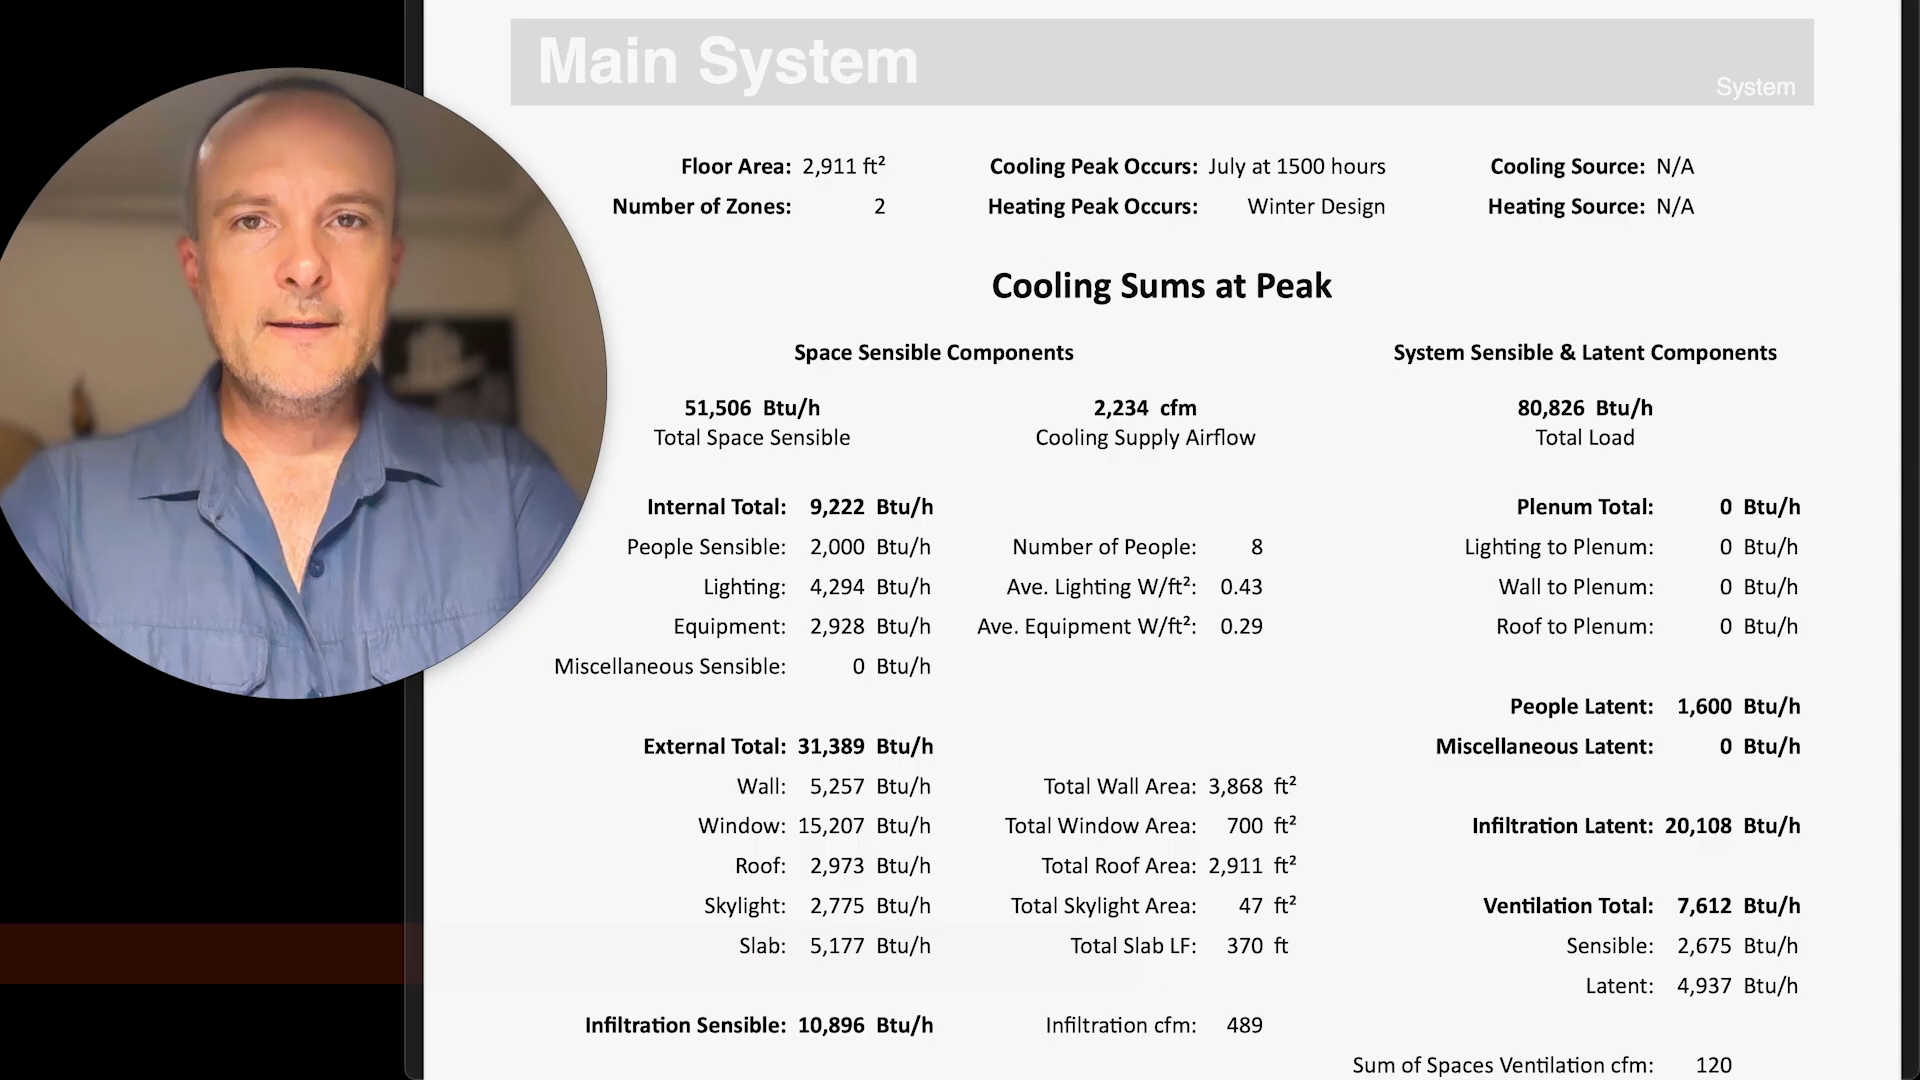 Main System
System
Floor Area: 2,911 ft² Cooling Peak Occurs: July at 1500 hours Cooling Source: N/A
Number of Zones: 2 Heating Peak Occurs: Winter Design Heating Source: N/A
Cooling Sums at Peak
Space Sensible Components System Sensible & Latent Components
51,506 Btu/h 2,234 cfm 80,826 Btu/h
Total Space Sensible Cooling Supply Airflow Total Load
Internal Total: 9,222 Btu/h Plenum Total: 0 Btu/h
People Sensible: 2,000 Btu/h Number of People: 8 Lighting to Plenum: 0 Btu/h
Lighting: 4,294 Btu/h Ave. Lighting W/ft²: 0.43 Wall to Plenum: 0 Btu/h
Equipment: 2,928 Btu/h Ave. Equipment W/ft²: 0.29 Roof to Plenum: 0 Btu/h
Miscellaneous Sensible: 0 Btu/h
People Latent: 1,600 Btu/h
External Total: 31,389 Btu/h Miscellaneous Latent: 0 Btu/h
Wall: 5,257 Btu/h Total Wall Area: 3,868 ft²
Window: 15,207 Btu/h Total Window Area: 700 ft² Infiltration Latent: 20,108 Btu/h
Roof: 2,973 Btu/h Total Roof Area: 2,911 ft²
Skylight: 2,775 Btu/h Total Skylight Area: 47 ft² Ventilation Total: 7,612 Btu/h
Slab: 5,177 Btu/h Total Slab LF: 370 ft Sensible: 2,675 Btu/h
Latent: 4,937 Btu/h
Infiltration Sensible: 10,896 Btu/h Infiltration cfm: 489
Sum of Spaces Ventilation cfm: 120